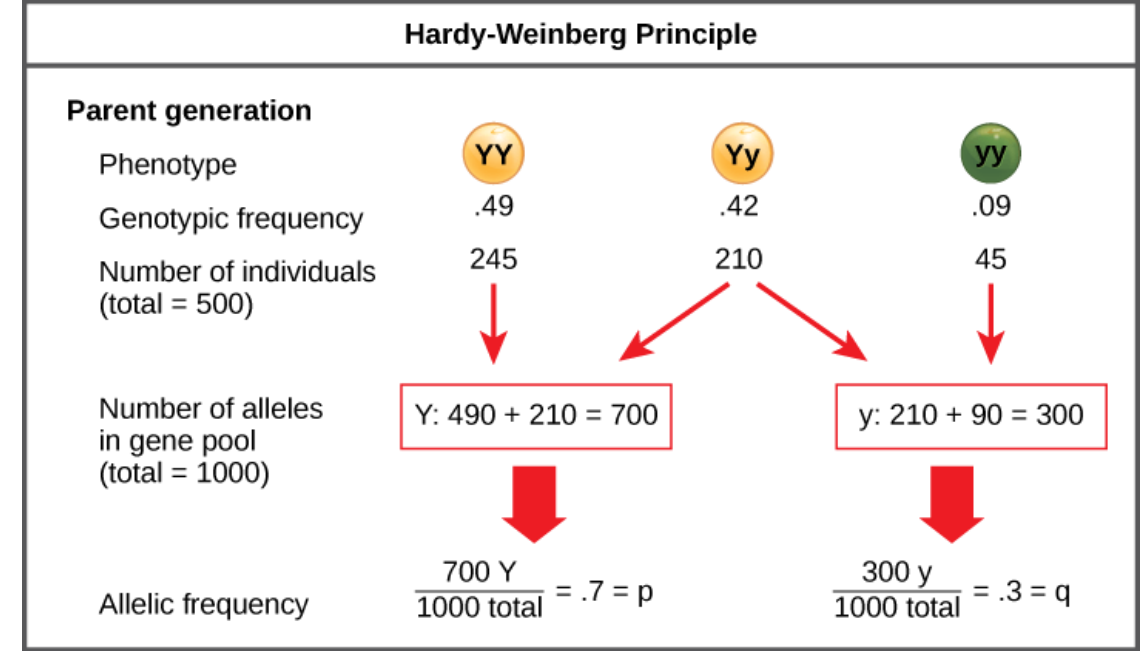 Hardy-Weinberg Principle
Parent generation
Phenotype YY Yy yy
Genotypic frequency .49 .42 .09
Number of individuals 245 210 45
(total = 500)
Number of alleles
in gene pool
(total = 1000)
Y: 490 + 210 = 700 y: 210 + 90 = 300
Allelic frequency
700 Y
1000 total
= .7 = p
300 y
1000 total
= .3 = q